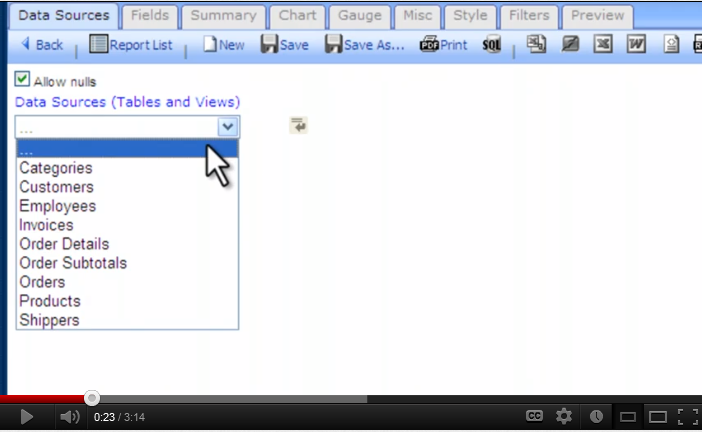 Data Sources Fields Summary Chart Gauge Misc Style Filters Preview
Back Report List New Save Save As... PDF Print SQL
Allow nulls
Data Sources (Tables and Views)
...
...
Categories
Customers
Employees
Invoices
Order Details
Order Subtotals
Orders
Products
Shippers
0:23 / 3:14 CC